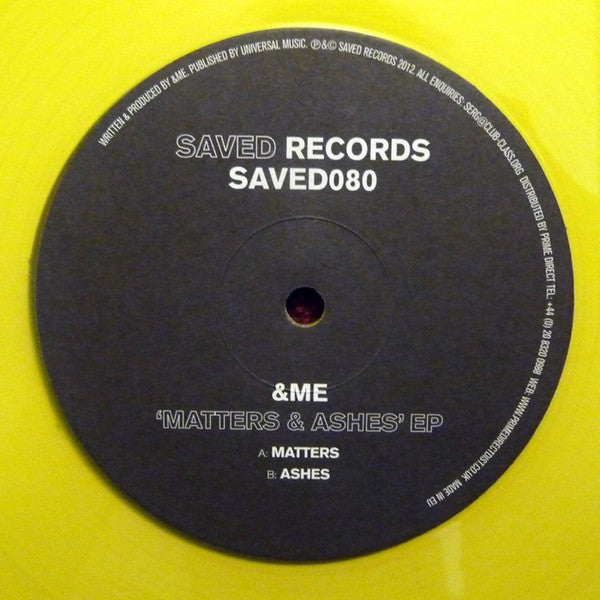 WRITTEN & PRODUCED BY &ME. PUBLISHED BY UNIVERSAL MUSIC. ℗&© SAVED RECORDS 2012. ALL ENQUIRIES: SERG@CLUB-CLASS.ORG DISTRIBUTED BY PRIME DIRECT TEL: +44 (0) 20 8320 0988 WEB: WWW.PRIMEDIRECTDIST.CO.UK MADE IN EU
SAVED RECORDS
SAVED080
&ME
'MATTERS & ASHES' EP
A: MATTERS
B: ASHES